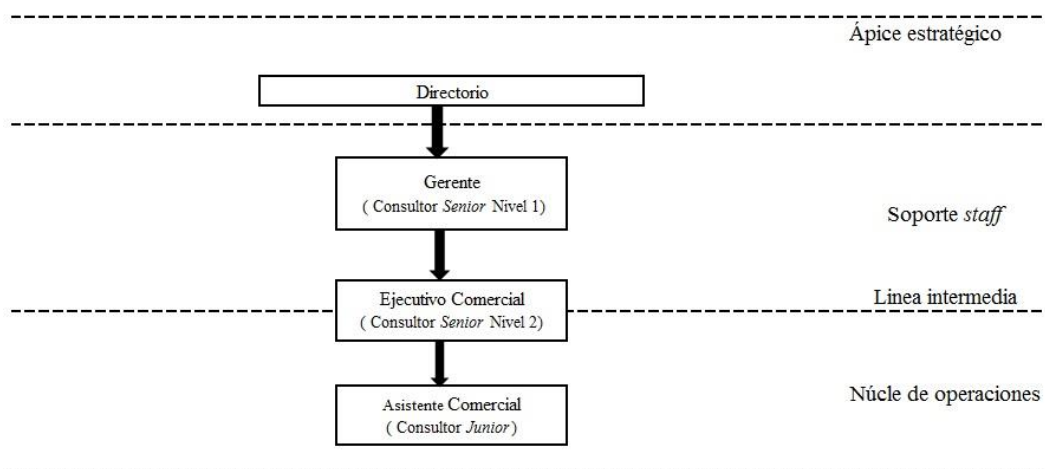 Ápice estratégico
Directorio
Gerente
( Consultor Senior Nivel 1)
Soporte staff
Linea intermedia
Ejecutivo Comercial
( Consultor Senior Nivel 2)
Núcle de operaciones
Asistente Comercial
( Consultor Junior)